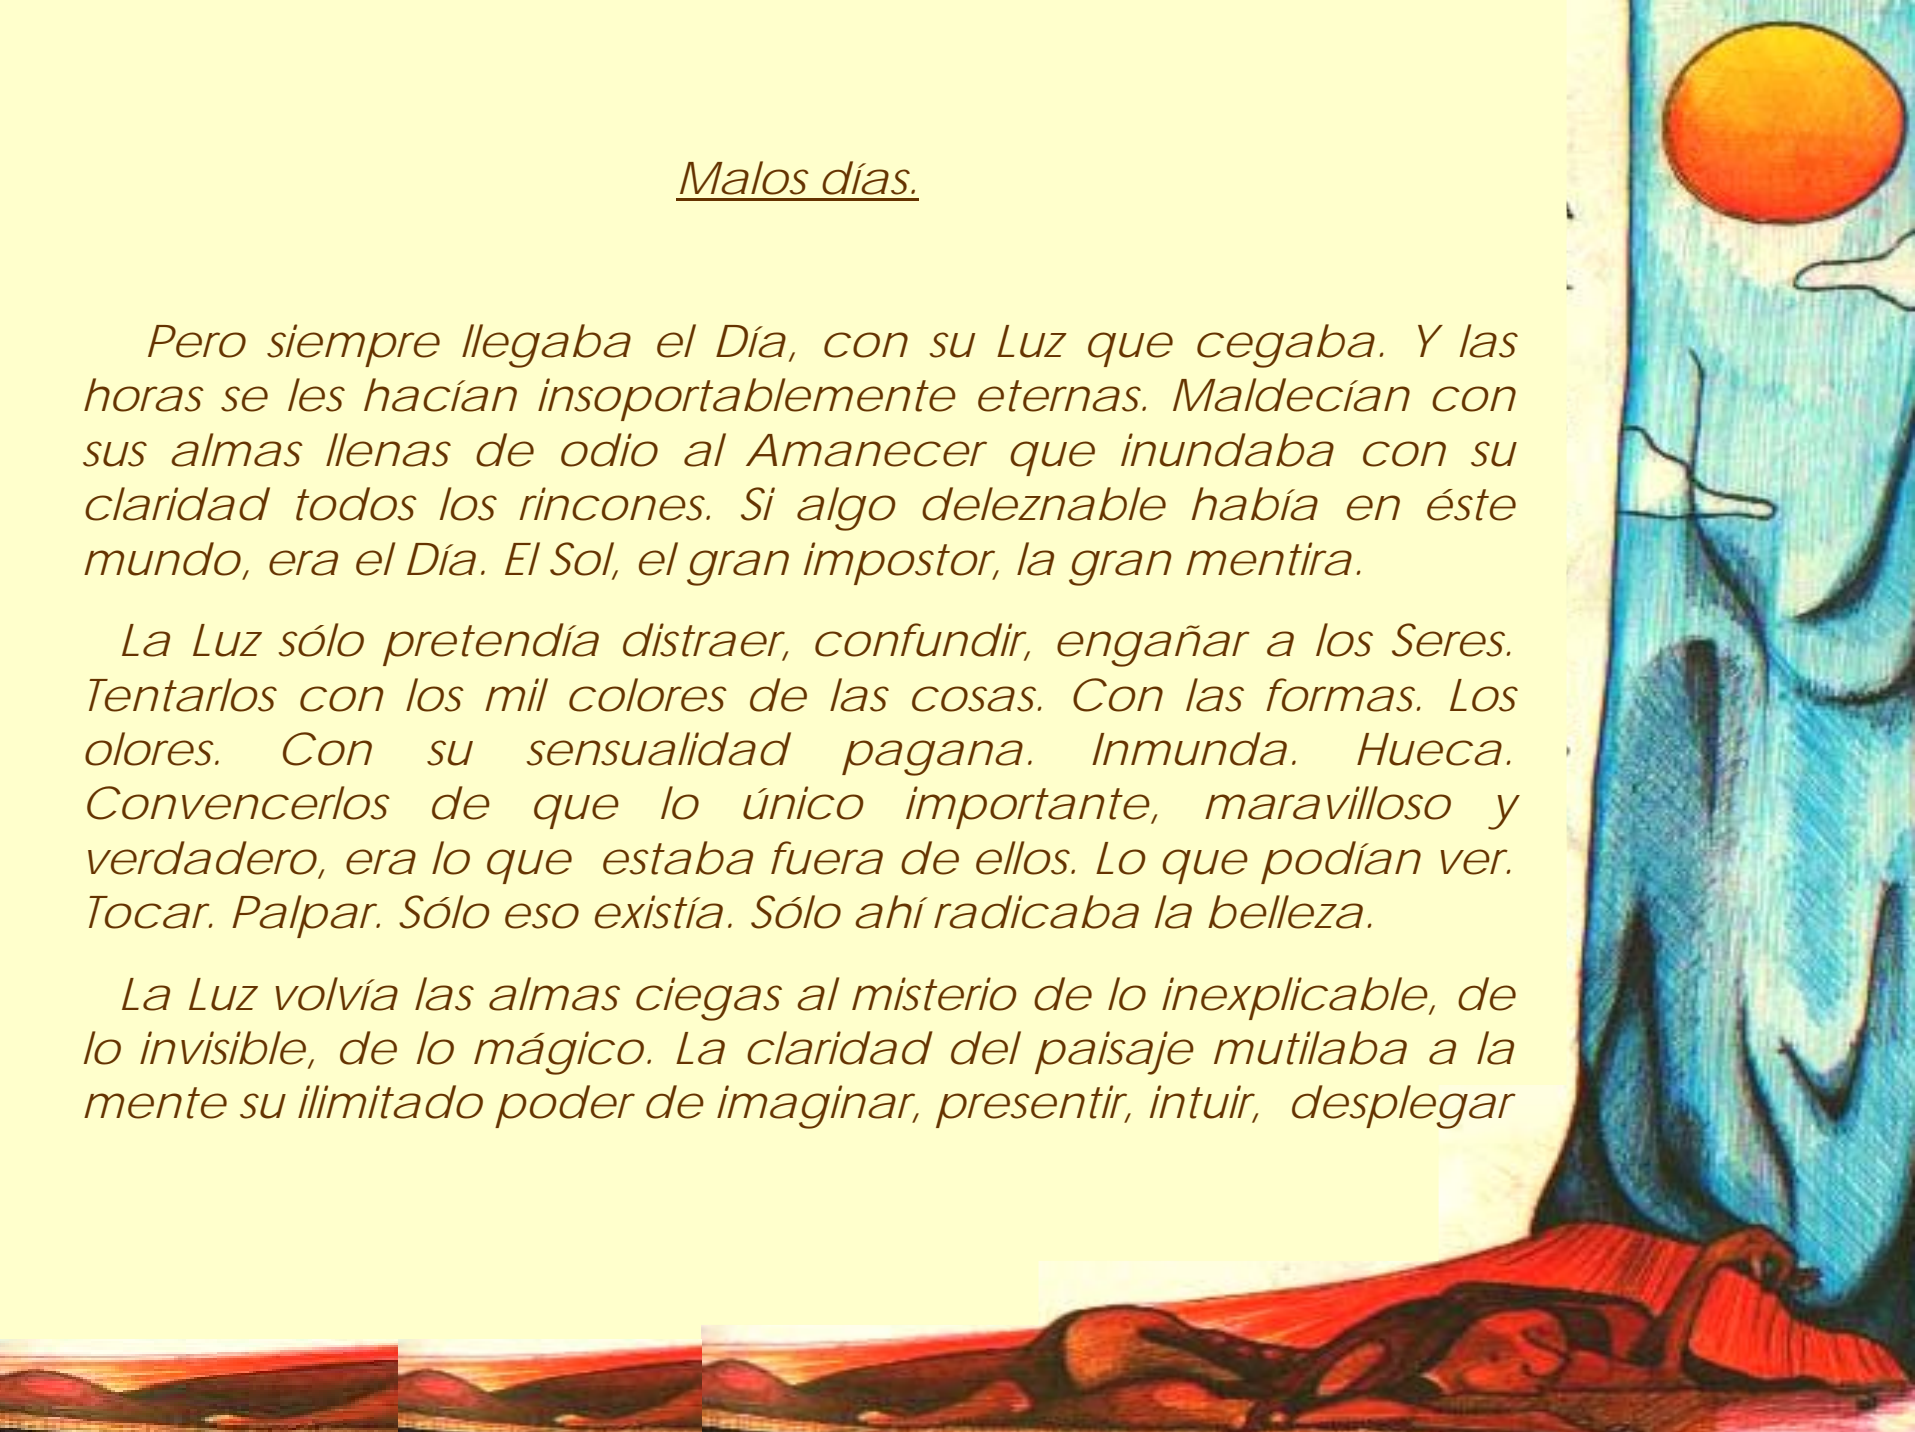 Malos días.
Pero siempre llegaba el Día, con su Luz que cegaba. Y las
horas se les hacían insoportablemente eternas. Maldecían con
sus almas llenas de odio al Amanecer que inundaba con su
claridad todos los rincones. Si algo deleznable había en éste
mundo, era el Día. El Sol, el gran impostor, la gran mentira.
La Luz sólo pretendía distraer, confundir, engañar a los Seres.
Tentarlos con los mil colores de las cosas. Con las formas. Los
olores. Con su sensualidad pagana. Inmunda. Hueca.
Convencerlos de que lo único importante, maravilloso y
verdadero, era lo que estaba fuera de ellos. Lo que podían ver.
Tocar. Palpar. Sólo eso existía. Sólo ahí radicaba la belleza.
La Luz volvía las almas ciegas al misterio de lo inexplicable, de
lo invisible, de lo mágico. La claridad del paisaje mutilaba a la
mente su ilimitado poder de imaginar, presentir, intuir, desplegar